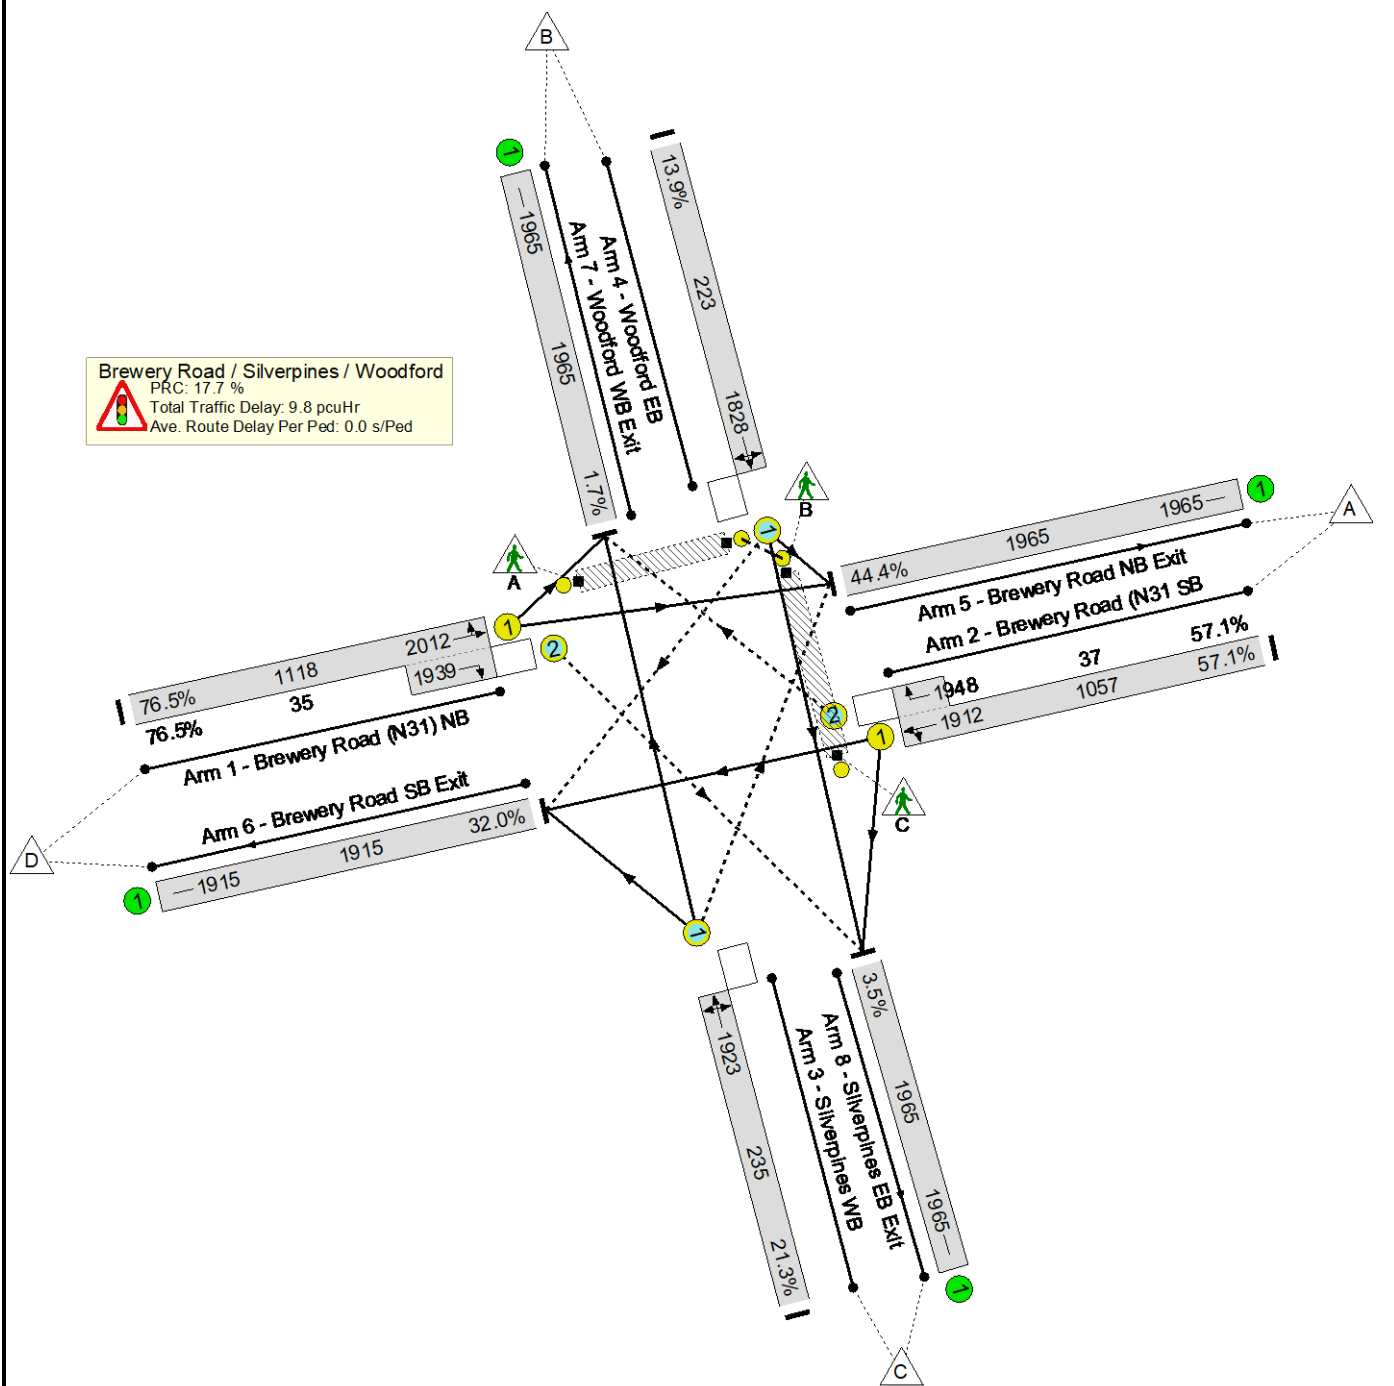 B
1
13.9%
1965
Arm 7 - Woodford WB Exit
Arm 4 - Woodford EB
223
1965
1828
1.7%
Brewery Road / Silverpines / Woodford
PRC: 17.7 %
Total Traffic Delay: 9.8 pcuHr
Ave. Route Delay Per Ped: 0.0 s/Ped
B
1
A
1
1965
1965
44.4%
Arm 5 - Brewery Road NB Exit
Arm 2 - Brewery Road (N31 SB
A
1
2
2012
1118
76.5%
1939
35
76.5%
Arm 1 - Brewery Road (N31) NB
57.1%
37
57.1%
1948
1057
1912
2
1
C
Arm 6 - Brewery Road SB Exit
32.0%
1915
1915
D
1
1
3.5%
1923
Arm 3 - Silverpines WB
Arm 8 - Silverpines EB Exit
1965
235
1965
21.3%
1
C